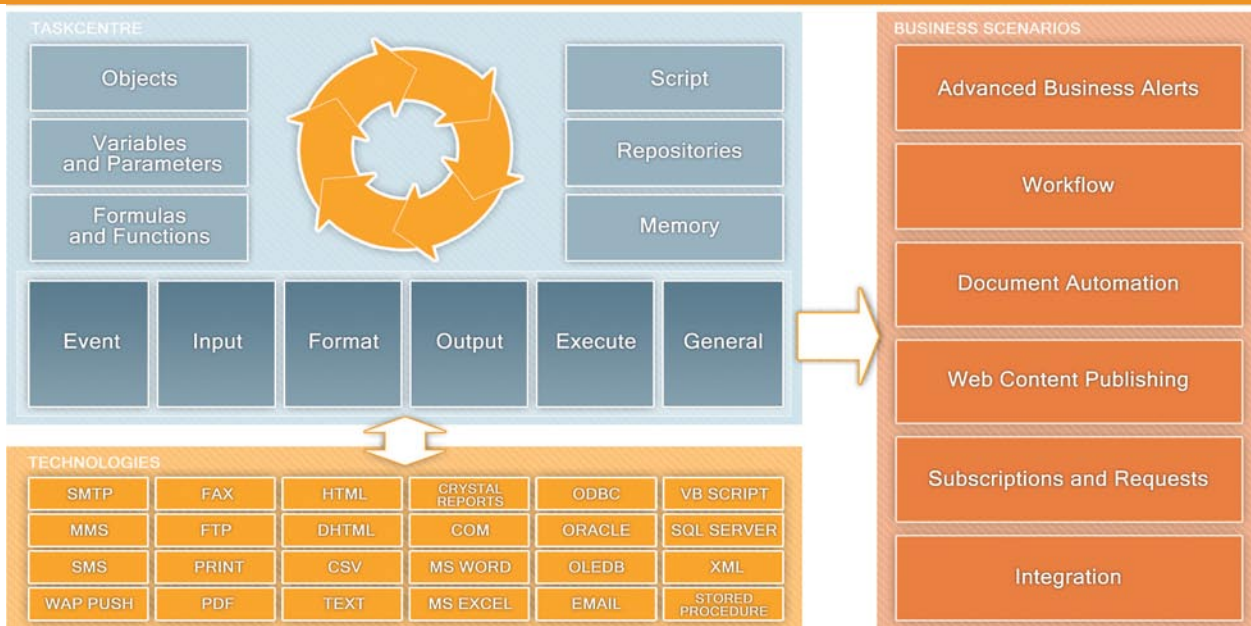 TASKCENTRE
Objects
Variables
and Parameters
Formulas
and Functions
Script
Repositories
Memory
Event
Input
Format
Output
Execute
General
TECHNOLOGIES
SMTP
FAX
HTML
CRYSTAL
REPORTS
ODBC
VB SCRIPT
MMS
FTP
DHTML
COM
ORACLE
SQL SERVER
SMS
PRINT
CSV
MS WORD
OLEDB
XML
WAP PUSH
PDF
TEXT
MS EXCEL
EMAIL
STORED
PROCEDURE
BUSINESS SCENARIOS
Advanced Business Alerts
Workflow
Document Automation
Web Content Publishing
Subscriptions and Requests
Integration